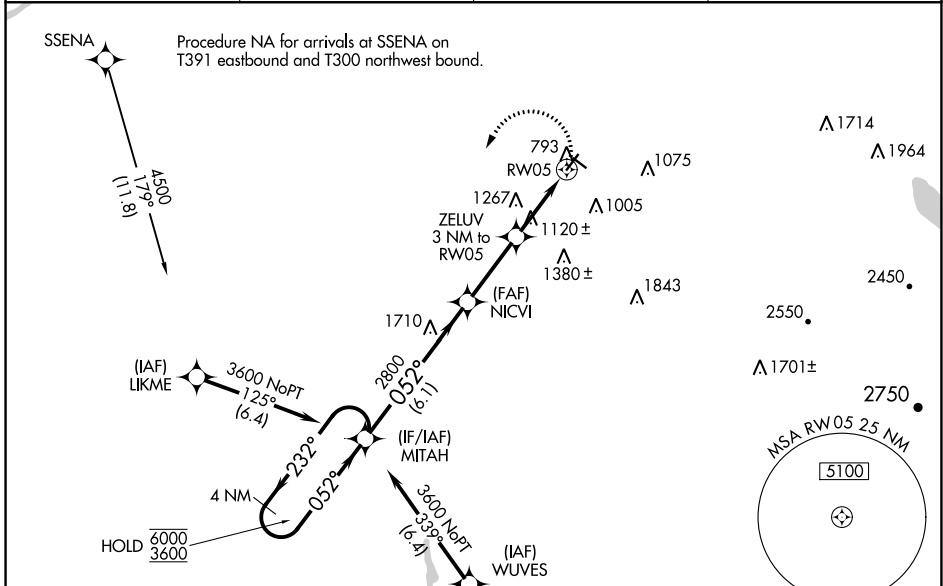 SSENA
Procedure NA for arrivals at SSENA on
T391 eastbound and T300 northwest bound.
4500
179°
(11.8)
793
RW05
1714
1964
1075
1267
1005
ZELUV
3 NM to
RW05
1120±
1380±
1843
2450
2550
(FAF)
NICVI
1710
1701±
2750
(IAF)
LIKME
3600 NoPT
125°
(6.4)
2800
052°
(6.1)
(IF/IAF)
MITAH
232°
052°
4 NM
HOLD 6000
3600
3600 NoPT
339°
(6.4)
(IAF)
WUVES
MSA RW05 25 NM
5100